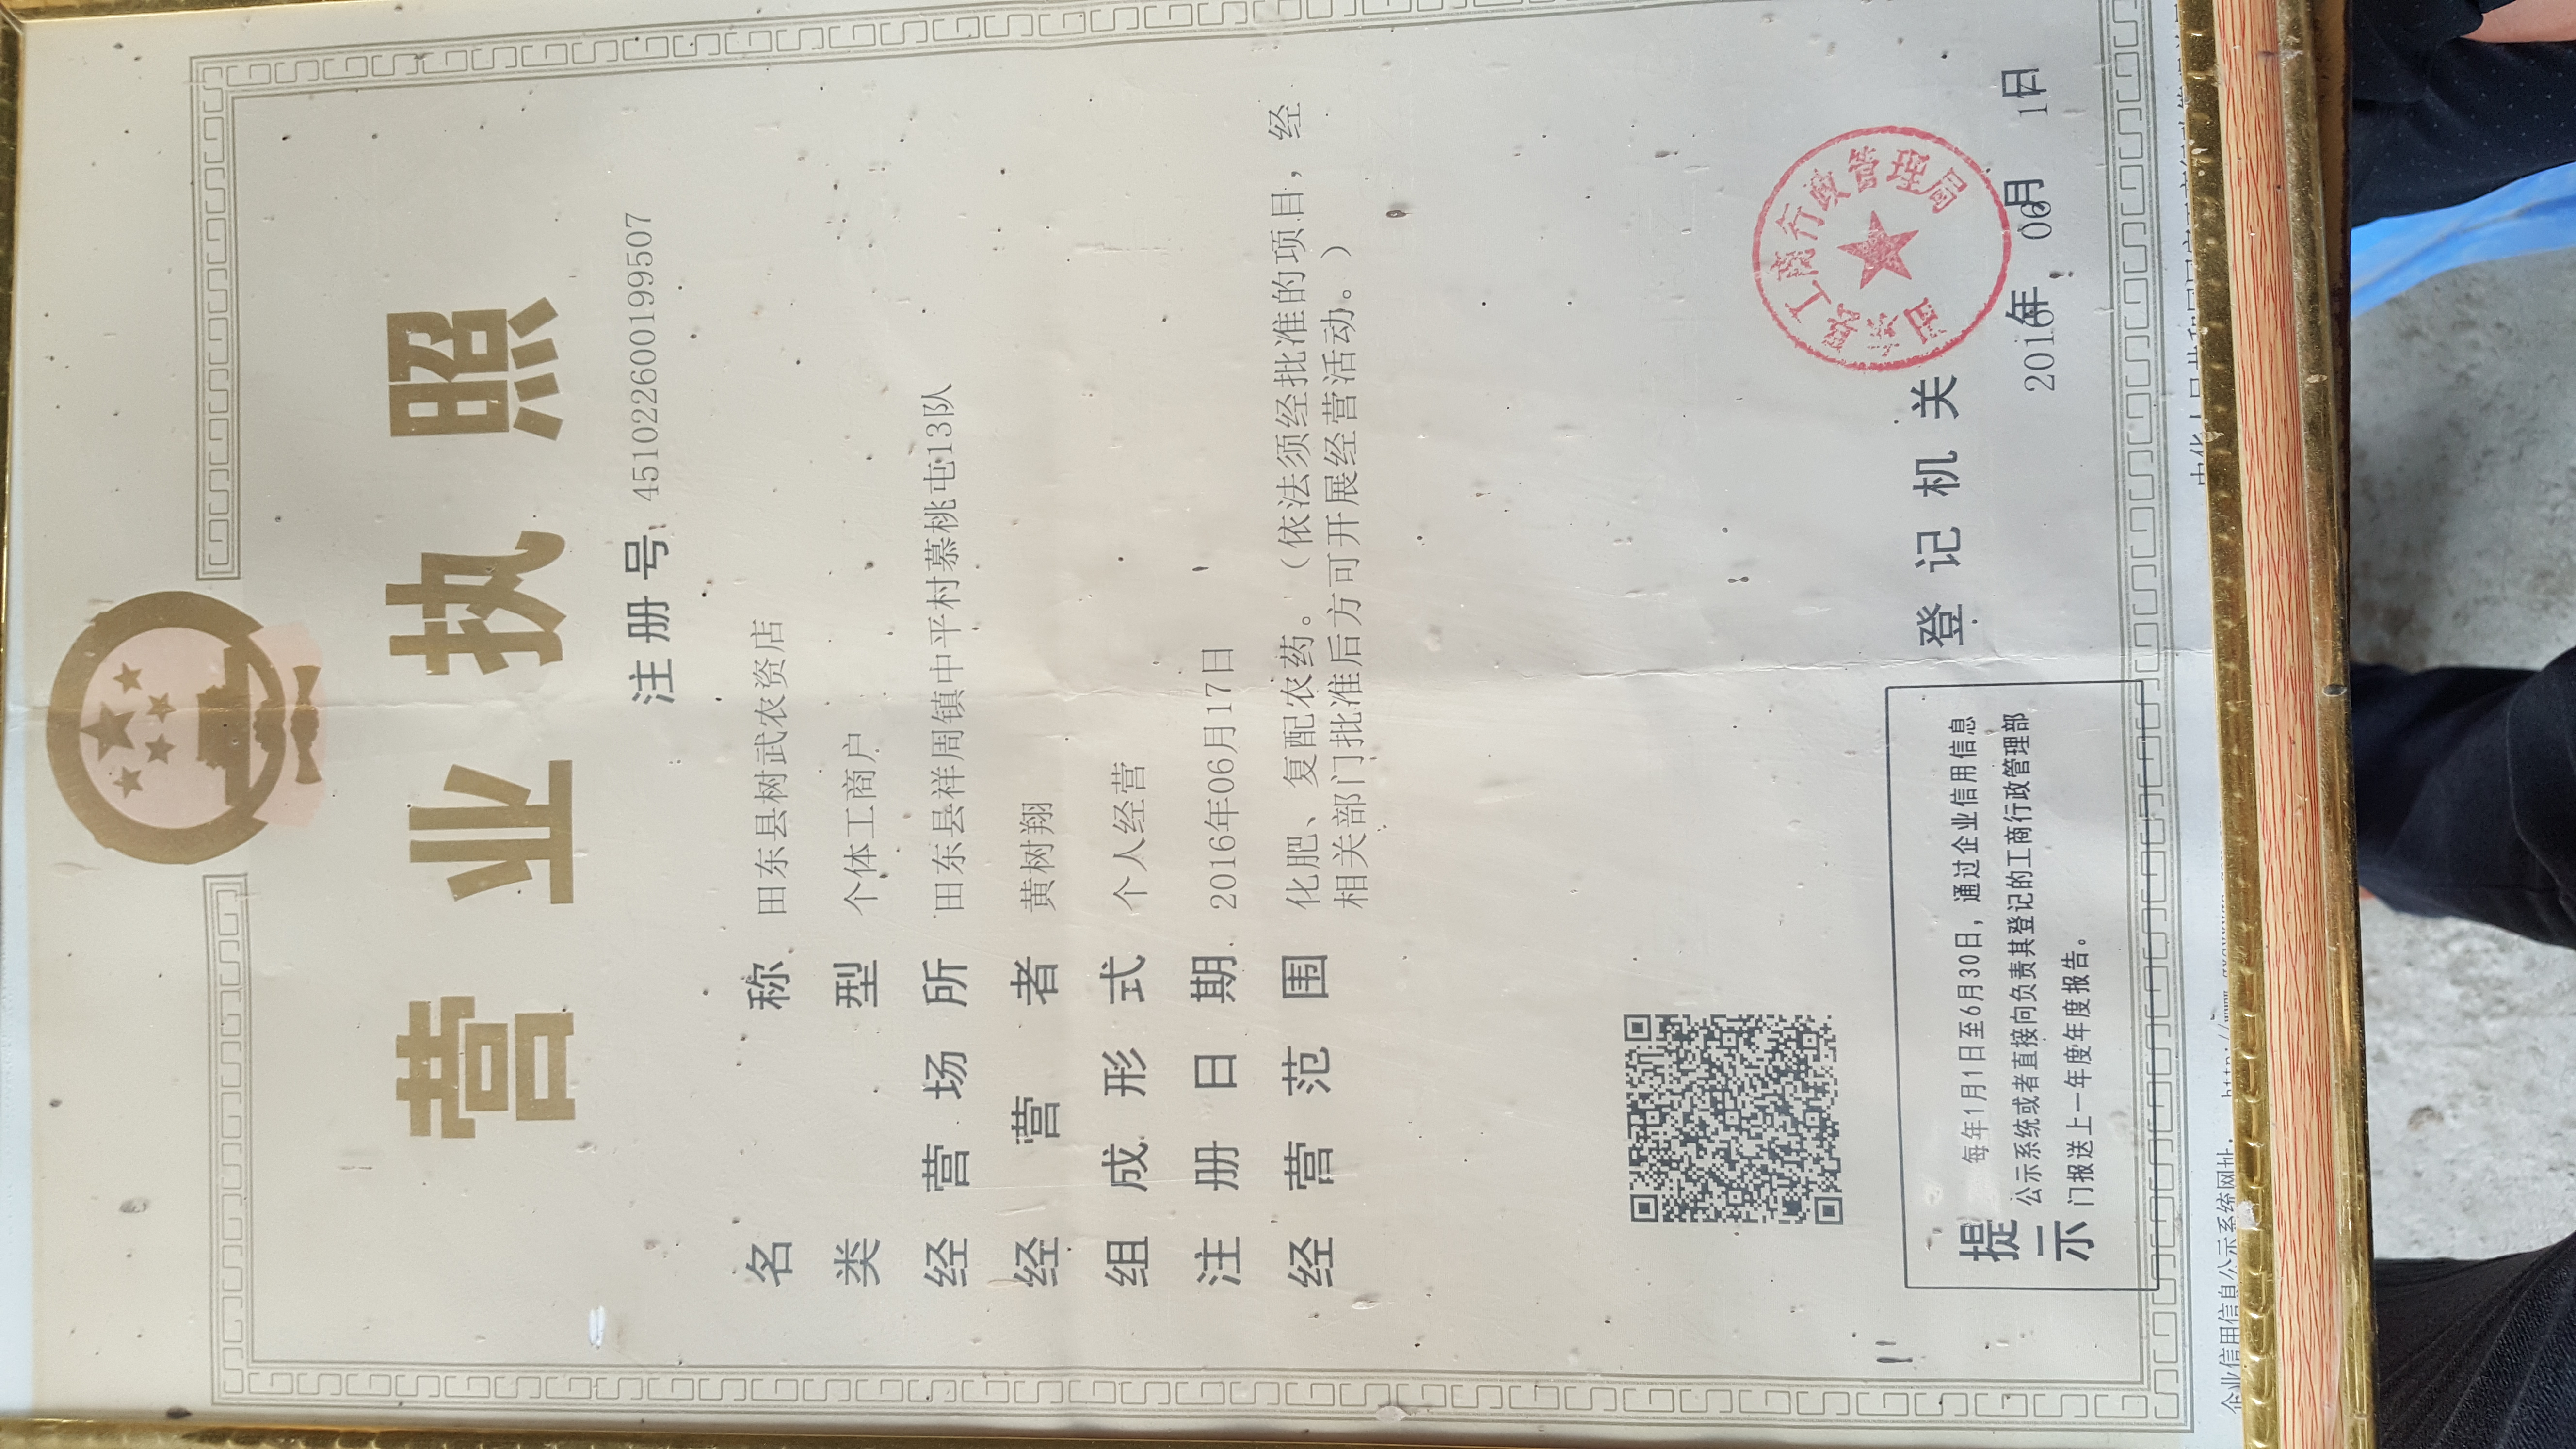 营业执照
注册号 451022600199507
名称 田东县树武农资店
类型 个体工商户
经营场所 田东县祥周镇中平村慕桃屯13队
经营者 黄树翔
组成形式 个人经营
注册日期 2016年06月17日
经营范围 化肥、复配农药。（依法须经批准的项目，经
相关部门批准后方可开展经营活动。）
田东县工商行政管理局
登记机关
2016年 06月 17日
提示
每年1月1日至6月30日，通过企业信用信息
公示系统或者直接向负责其登记的工商行政管理部
门报送上一年度年度报告。
企业信用信息公示系统网址：